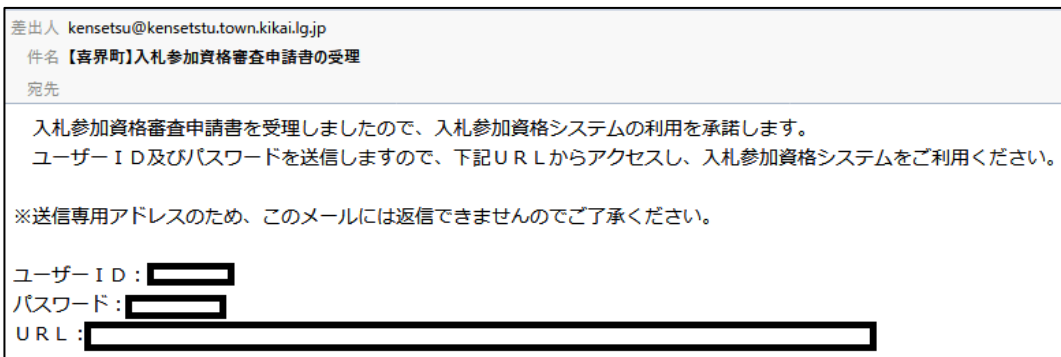 差出人 kensetsu@kensetstu.town.kikai.lg.jp
件名 【喜界町】入札参加資格審査申請書の受理
宛先
入札参加資格審査申請書を受理しましたので、入札参加資格システムの利用を承諾します。
ユーザーＩＤ及びパスワードを送信しますので、下記ＵＲＬからアクセスし、入札参加資格システムをご利用ください。
※送信専用アドレスのため、このメールには返信できませんのでご了承ください。
ユーザーＩＤ：
パスワード：
ＵＲＬ：